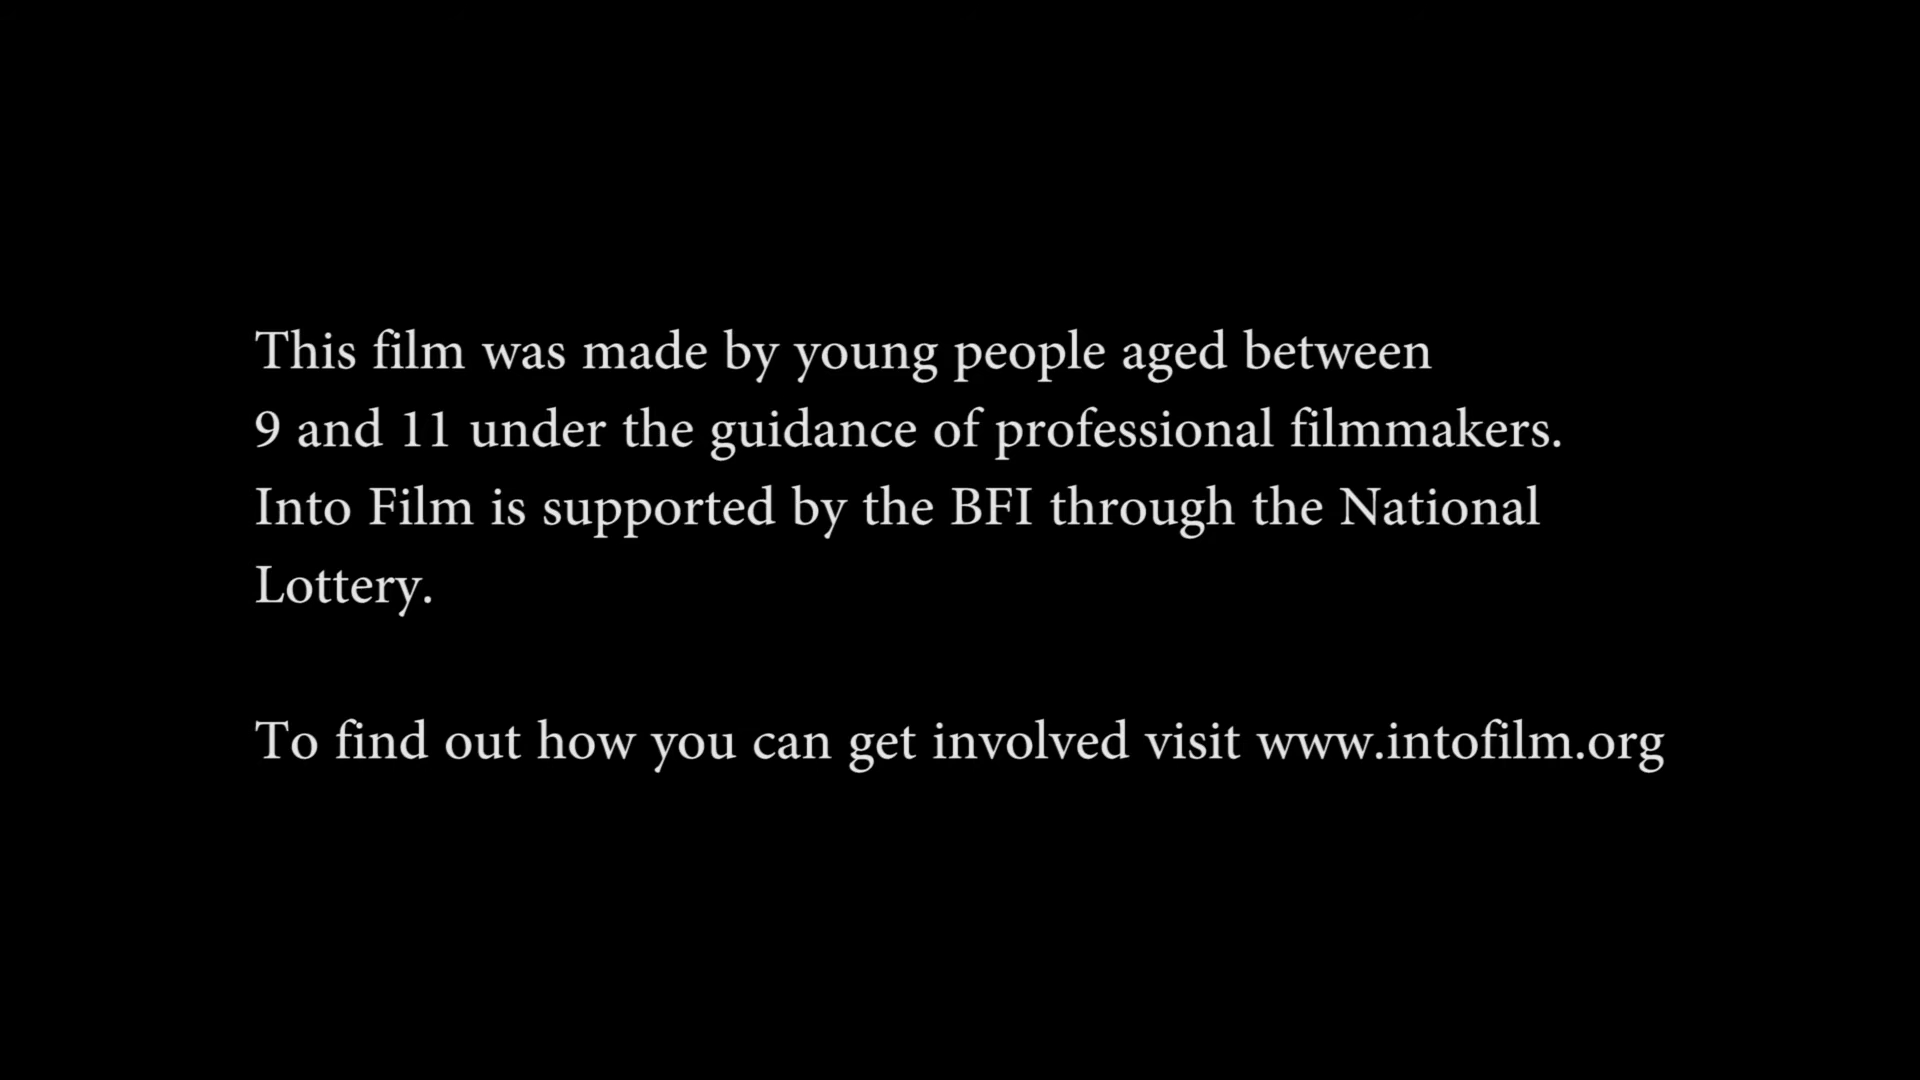 This film was made by young people aged between
9 and 11 under the guidance of professional filmmakers.
Into Film is supported by the BFI through the National
Lottery.
To find out how you can get involved visit www.intofilm.org